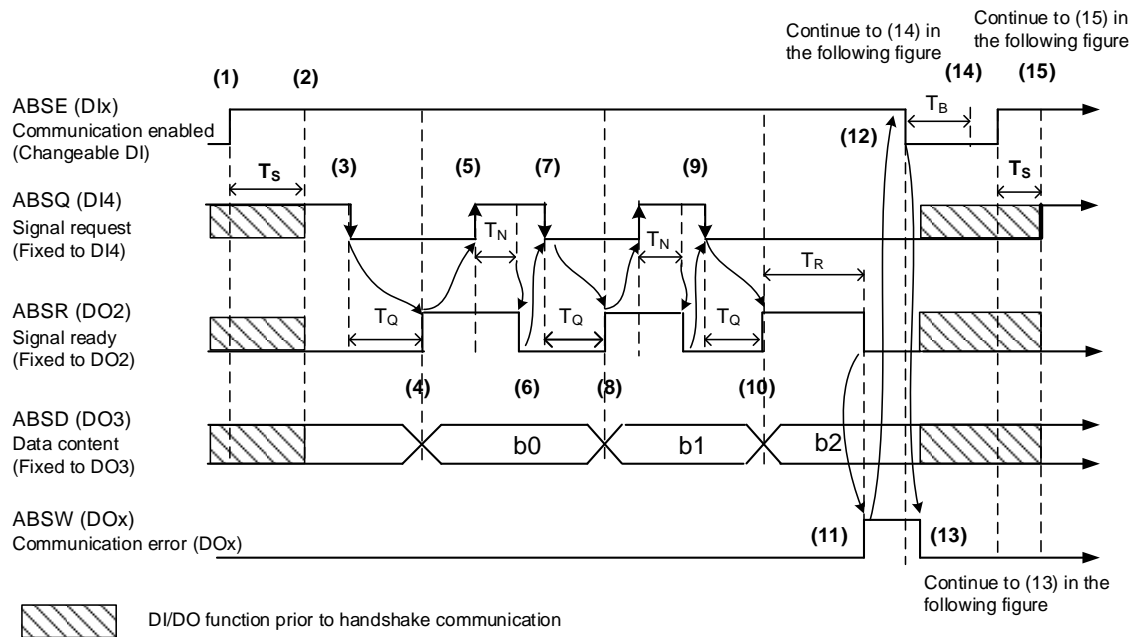 Continue to (14) in
the following figure
Continue to (15) in
the following figure
(1)
(2)
(14)
(15)
ABSE (DIx)
Communication enabled
(Changeable DI)
T_B
(12)
T_S
(3)
(5)
(7)
(9)
T_S
ABSQ (DI4)
Signal request
(Fixed to DI4)
T_N
T_N
T_R
ABSR (DO2)
Signal ready
(Fixed to DO2)
T_Q
T_Q
T_Q
(4)
(6)
(8)
(10)
ABSD (DO3)
Data content
(Fixed to DO3)
b0
b1
b2
ABSW (DOx)
Communication error (DOx)
(11)
(13)
Continue to (13) in the
following figure
DI/DO function prior to handshake communication